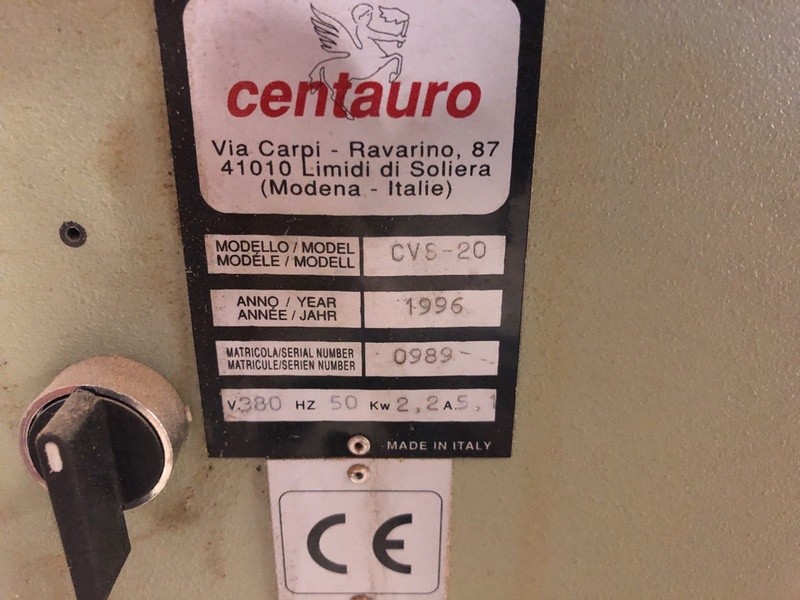 centauro
Via Carpi - Ravarino, 87
41010 Limidi di Soliera
(Modena - Italie)
MODELLO / MODEL
MODÉLE / MODELL
CVS-20
ANNO / YEAR
ANNÉE / JAHR
1996
MATRICOLA/SERIAL NUMBER
MATRICULE/SERIEN NUMBER
0989-
V.380 HZ 50 Kw 2,2 A.5,1
MADE IN ITALY
CE